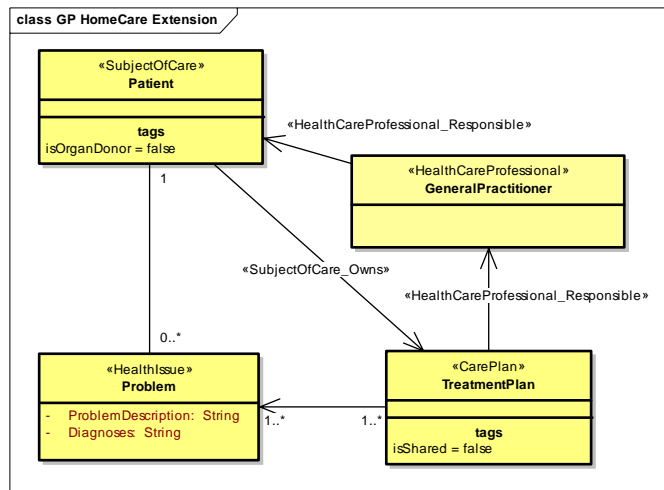 class GP HomeCare Extension
«SubjectOfCare»
Patient
tags
isOrganDonor = false
«HealthCareProfessional_Responsible»
«HealthCareProfessional»
GeneralPractitioner
1
«SubjectOfCare_Owns»
«HealthCareProfessional_Responsible»
0..*
«HealthIssue»
Problem
- ProblemDescription: String
- Diagnoses: String
1..*
1..*
«CarePlan»
TreatmentPlan
tags
isShared = false